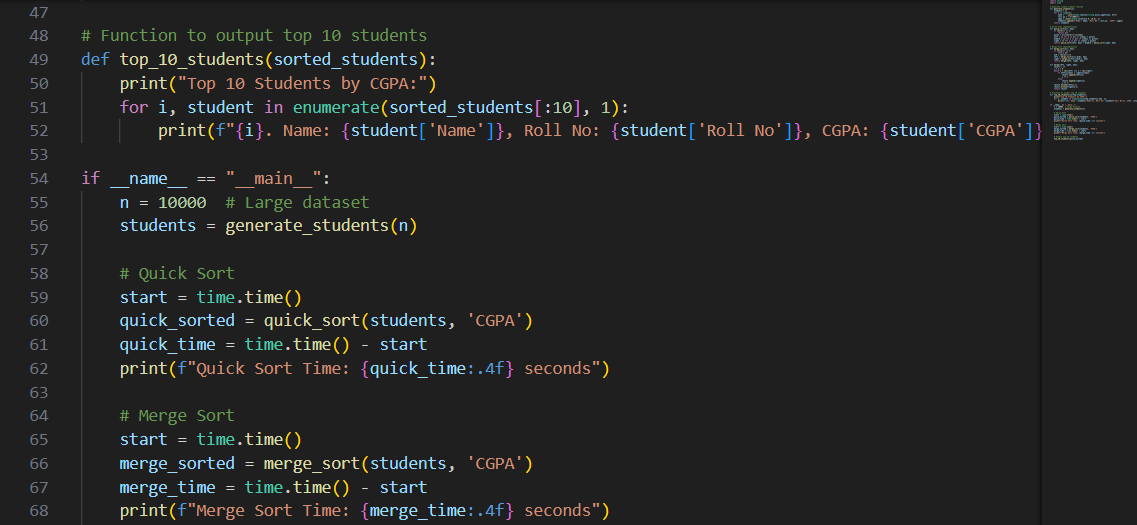 47
48 # Function to output top 10 students
49 def top_10_students(sorted_students):
50     print("Top 10 Students by CGPA:")
51     for i, student in enumerate(sorted_students[:10], 1):
52         print(f"{i}. Name: {student['Name']}, Roll No: {student['Roll No']}, CGPA: {student['CGPA']}
53
54 if __name__ == "__main__":
55     n = 10000  # Large dataset
56     students = generate_students(n)
57
58     # Quick Sort
59     start = time.time()
60     quick_sorted = quick_sort(students, 'CGPA')
61     quick_time = time.time() - start
62     print(f"Quick Sort Time: {quick_time:.4f} seconds")
63
64     # Merge Sort
65     start = time.time()
66     merge_sorted = merge_sort(students, 'CGPA')
67     merge_time = time.time() - start
68     print(f"Merge Sort Time: {merge_time:.4f} seconds")